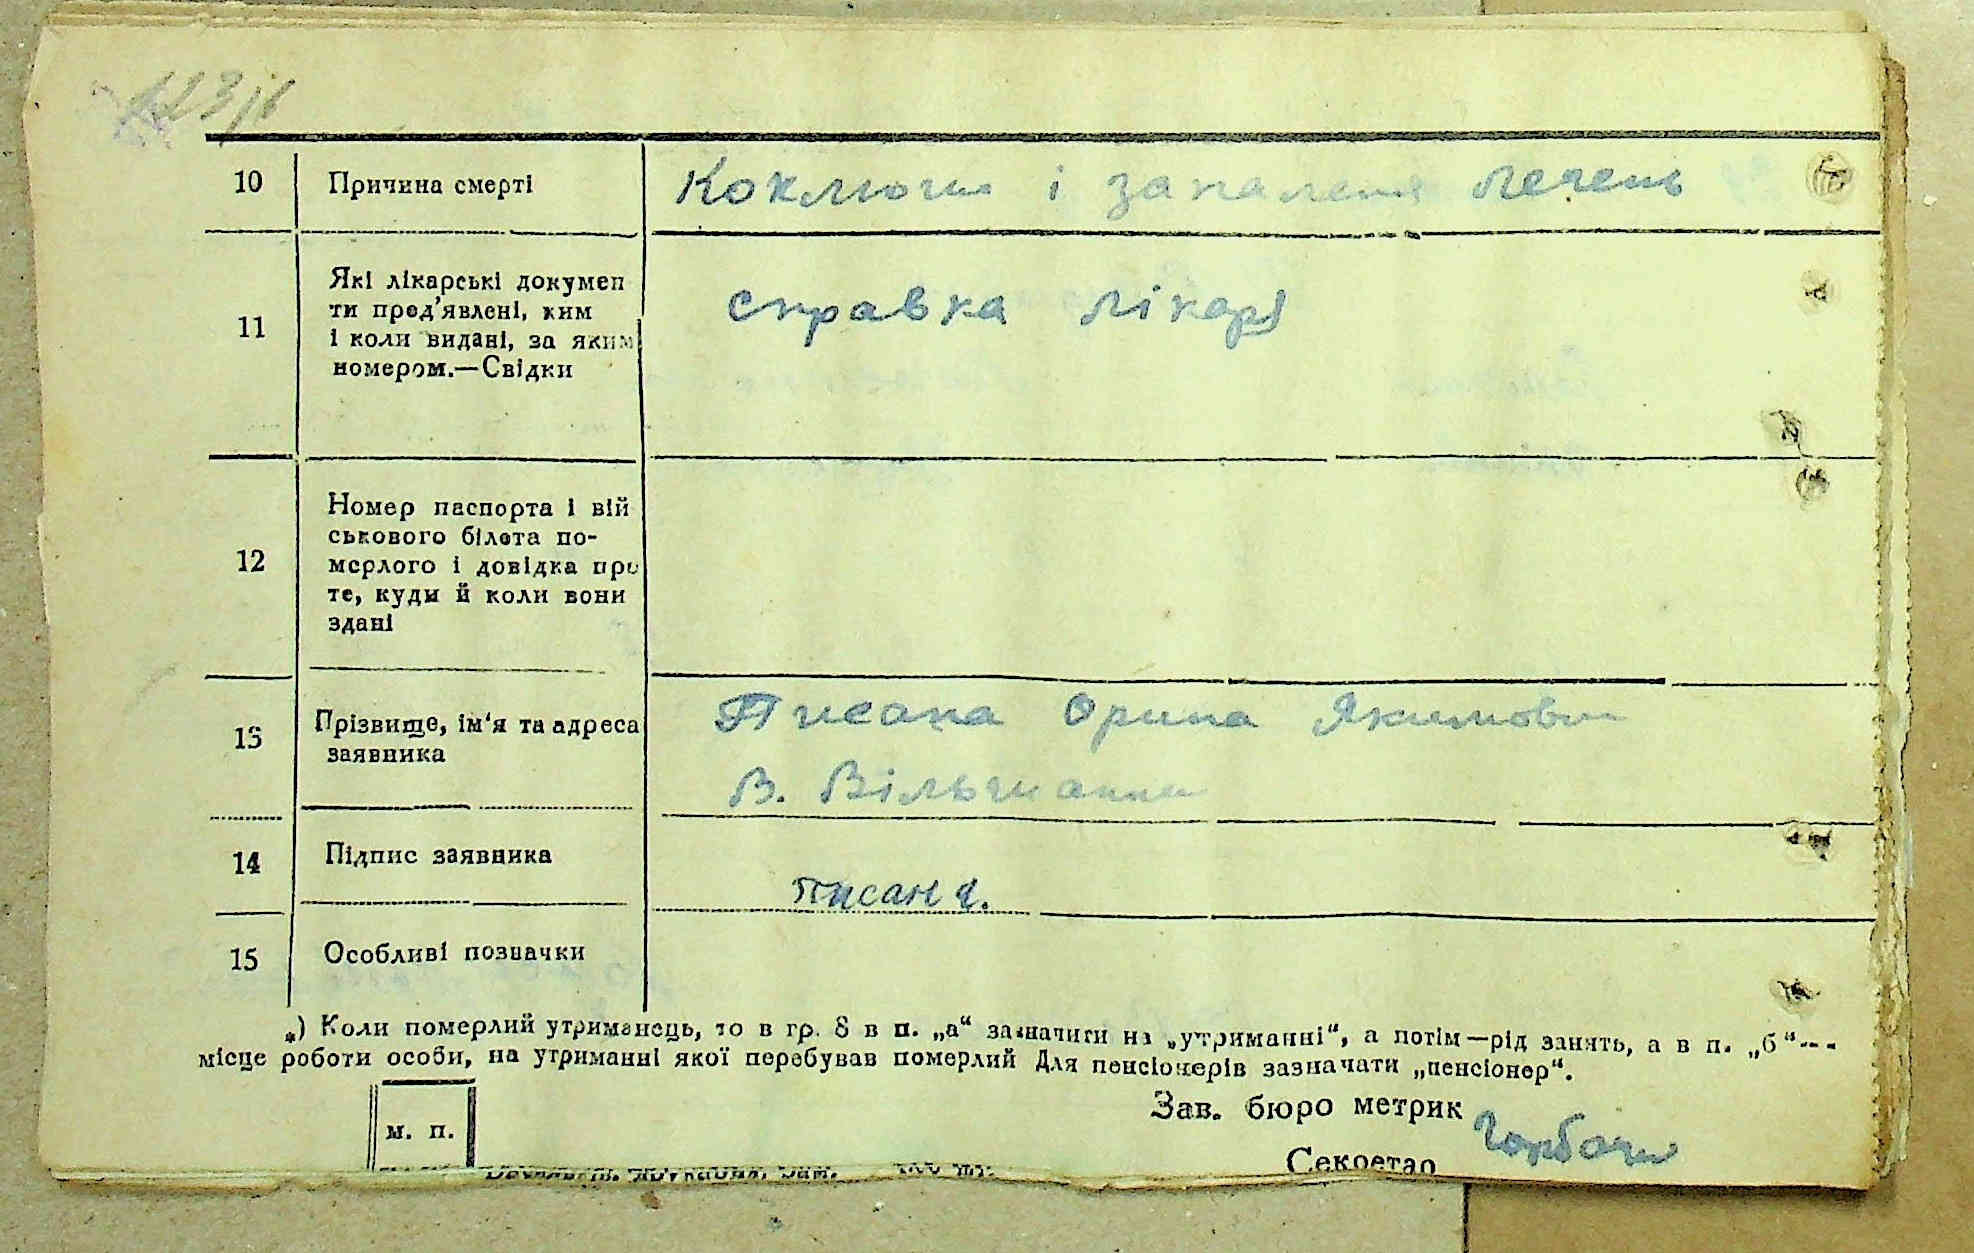 10 Причина смерті Коклюш і запаленя легень
11 Які лікарські докумен
ти пред'явлені, ким
і коли видані, за яким
номером.—Свідки
справка лікаря
12 Номер паспорта і вій
ськового білета по-
мерлого і довідка про
те, куди й коли вони
здані
13 Прізвище, ім'я та адреса
заявника
Писана Орина Якимовн
В. Вільшанка
14 Підпис заявника
писан я.
15 Особливі позначки
*) Коли померлий утриманець, то в гр. 8 в п. „а“ зазначити на „утриманні“, а потім—рід занять, а в п. „б“---
місце роботи особи, на утриманні якої перебував померлий Для пенсіонерів зазначати „пенсіонер“.
Зав. бюро метрик
м. п.
Секретар